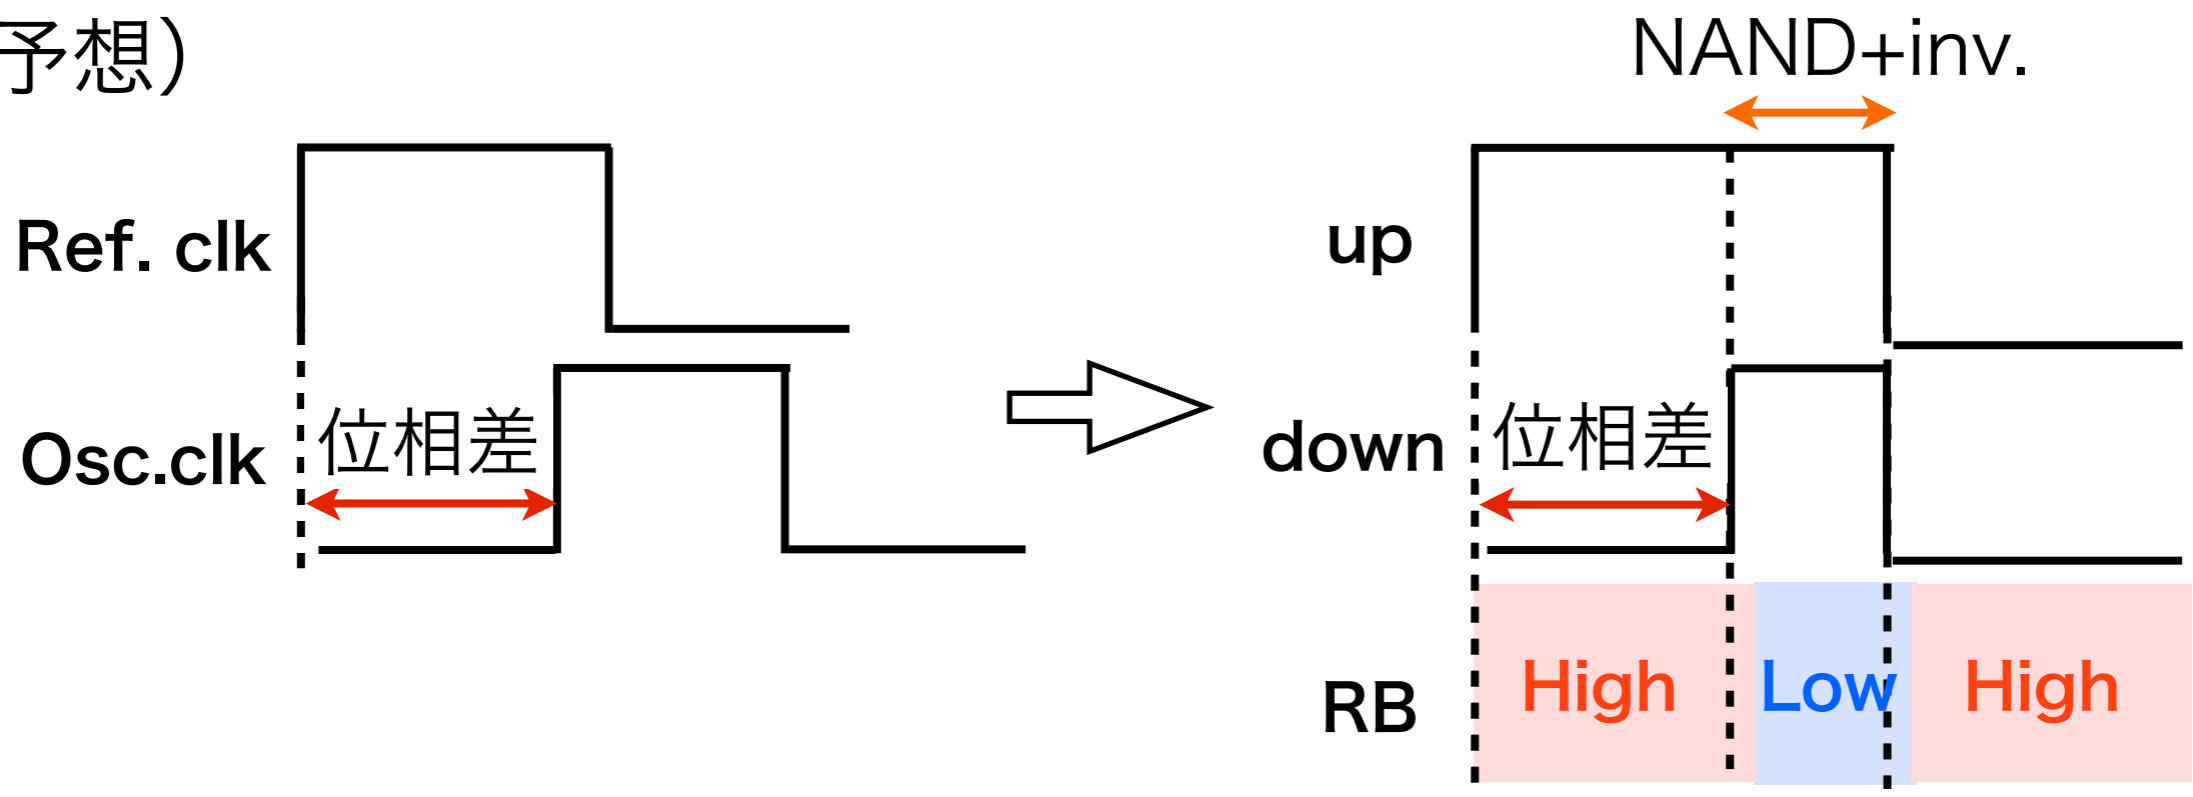 予想）
NAND+inv.
Ref. clk
up
Osc.clk
位相差
down
位相差
RB
High
Low
High